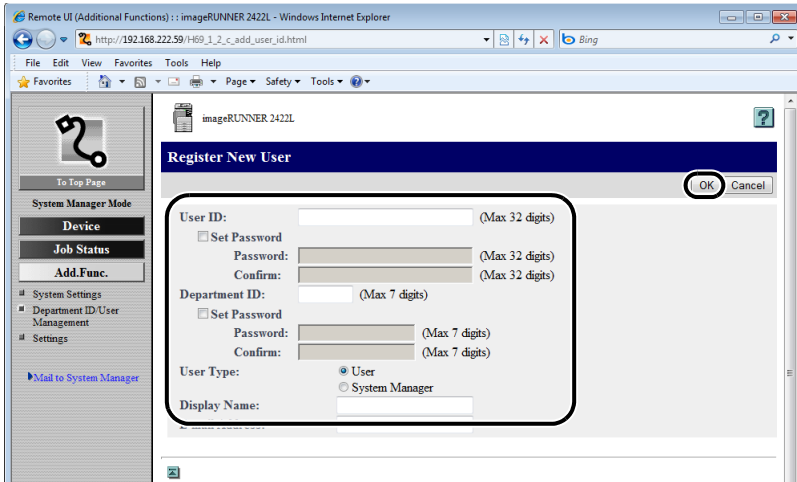 Remote UI (Additional Functions) : : imageRUNNER 2422L - Windows Internet Explorer
http://192.168.222.59/H69_1_2_c_add_user_id.html
Bing
File Edit View Favorites Tools Help
Favorites Page Safety Tools
imageRUNNER 2422L
Register New User
OK Cancel
To Top Page
System Manager Mode
Device
Job Status
Add.Func.
System Settings
Department ID/User
Management
Settings
Mail to System Manager
User ID: (Max 32 digits)
Set Password
Password: (Max 32 digits)
Confirm: (Max 32 digits)
Department ID: (Max 7 digits)
Set Password
Password: (Max 7 digits)
Confirm: (Max 7 digits)
User Type: User
System Manager
Display Name: